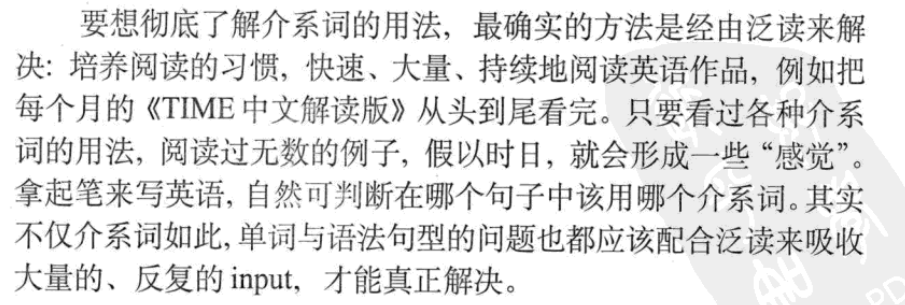 要想彻底了解介系词的用法，最确实的方法是经由泛读来解
决：培养阅读的习惯，快速、大量、持续地阅读英语作品，例如把
每个月的《TIME中文解读版》从头到尾看完。只要看过各种介系
词的用法，阅读过无数的例子，假以时日，就会形成一些“感觉”。
拿起笔来写英语，自然可判断在哪个句子中该用哪个介系词。其实
不仅介系词如此，单词与语法句型的问题也都应该配合泛读来吸收
大量的、反复的 input，才能真正解决。
PD